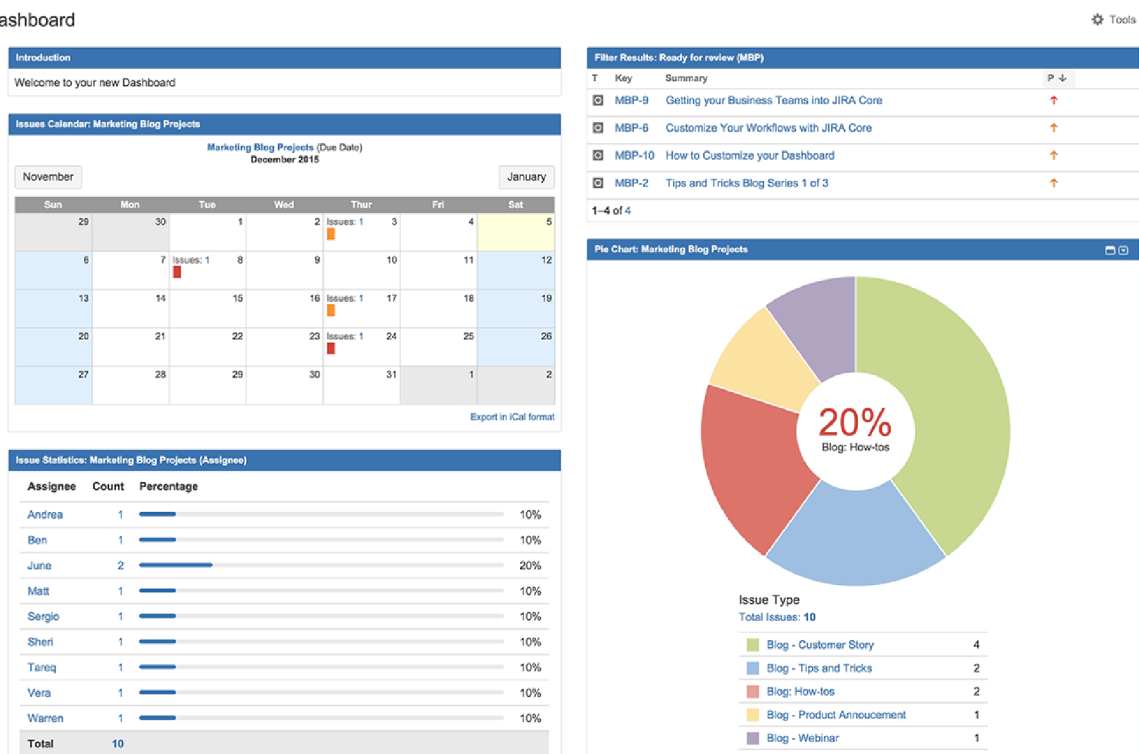 ashboard
Tools
Introduction
Welcome to your new Dashboard
Issues Calendar: Marketing Blog Projects
Marketing Blog Projects (Due Date)
December 2015
November January
Sun Mon Tue Wed Thur Fri Sat
29 30 1 2 Issues: 1 3 4 5
6 7 Issues: 1 8 9 10 11 12
13 14 15 16 Issues: 1 17 18 19
20 21 22 23 Issues: 1 24 25 26
27 28 29 30 31 1 2
Export in iCal format
Issue Statistics: Marketing Blog Projects (Assignee)
Assignee Count Percentage
Andrea 1 10%
Ben 1 10%
June 2 20%
Matt 1 10%
Sergio 1 10%
Sheri 1 10%
Tareq 1 10%
Vera 1 10%
Warren 1 10%
Total 10
Filter Results: Ready for review (MBP)
T Key Summary P
MBP-9 Getting your Business Teams into JIRA Core
MBP-6 Customize Your Workflows with JIRA Core
MBP-10 How to Customize your Dashboard
MBP-2 Tips and Tricks Blog Series 1 of 3
1–4 of 4
Pie Chart: Marketing Blog Projects
20%
Blog: How-tos
Issue Type
Total Issues: 10
Blog - Customer Story 4
Blog - Tips and Tricks 2
Blog: How-tos 2
Blog - Product Annoucement 1
Blog - Webinar 1